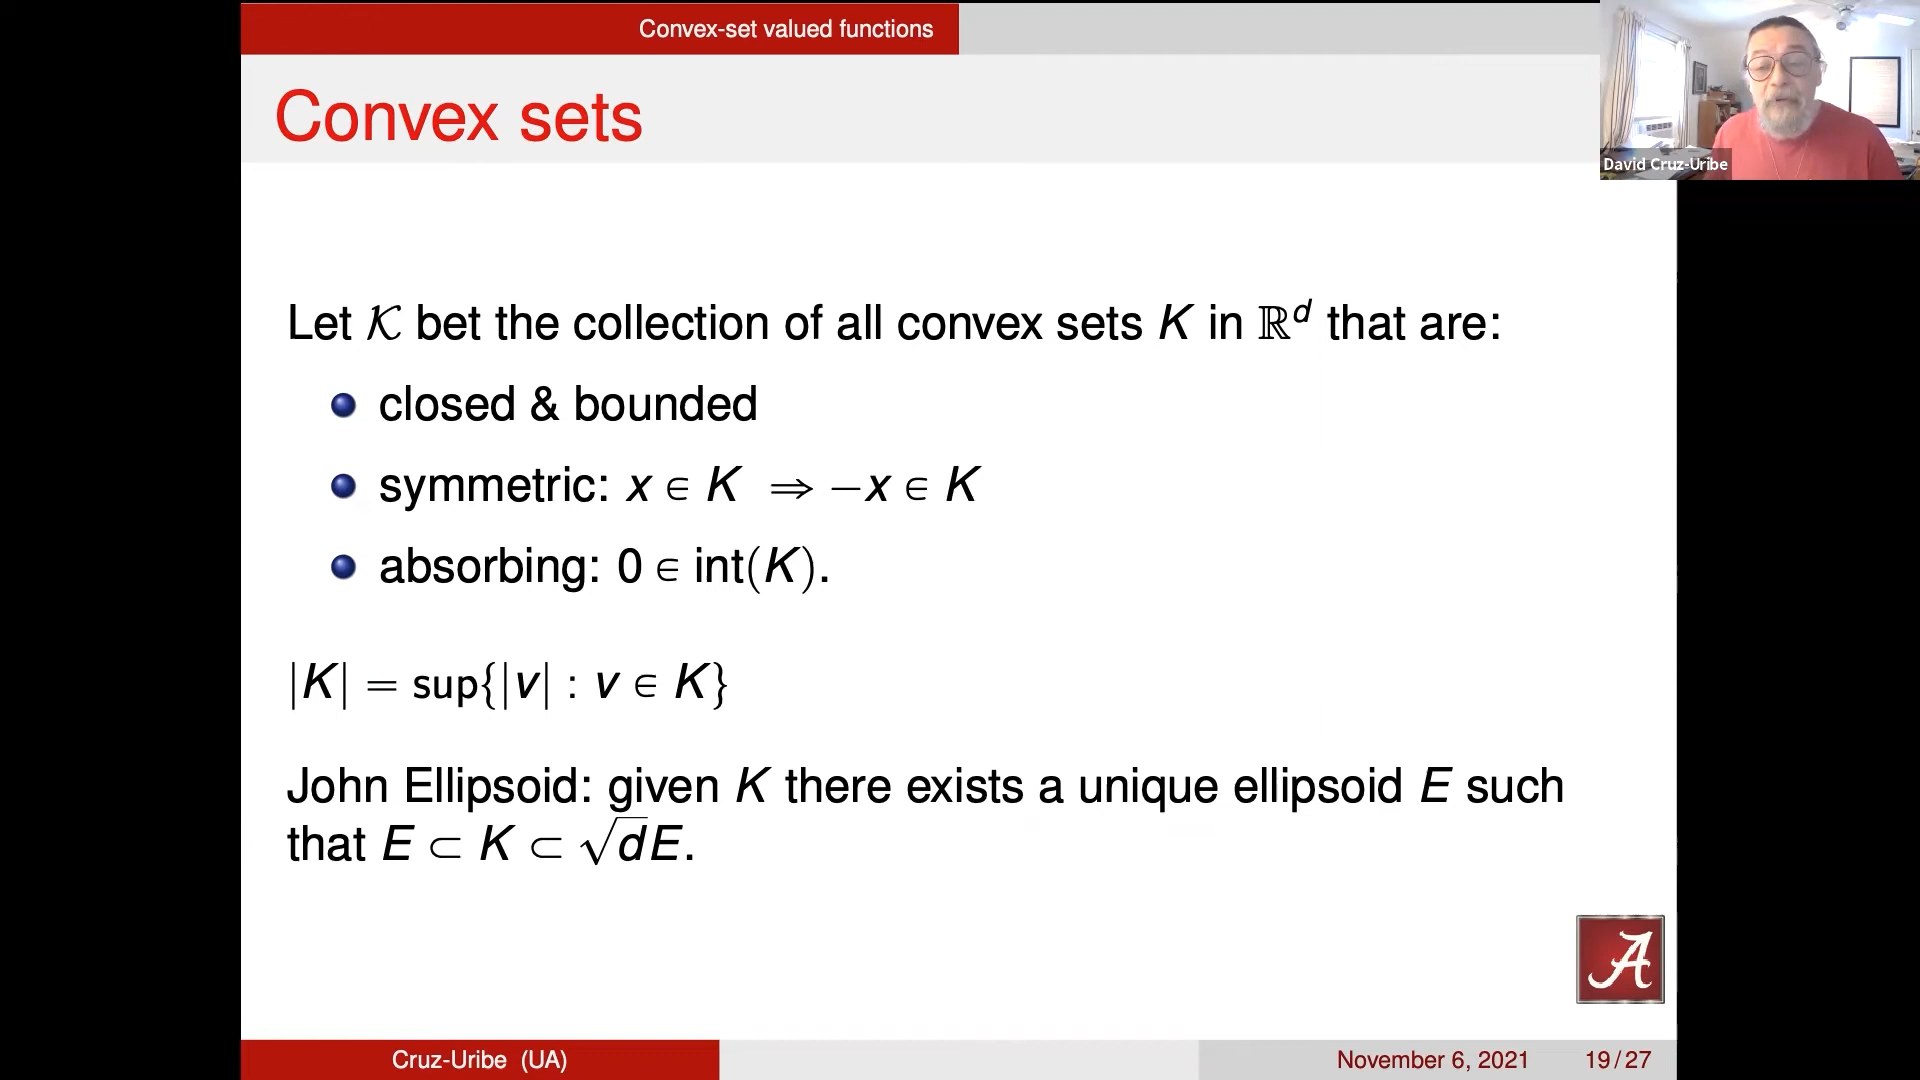 Convex-set valued functions
Convex sets
David Cruz-Uribe
Let 𝒦 bet the collection of all convex sets K in ℝᵈ that are:
closed & bounded
symmetric: x ∈ K ⇒ −x ∈ K
absorbing: 0 ∈ int(K).
|K| = sup{|v| : v ∈ K}
John Ellipsoid: given K there exists a unique ellipsoid E such
that E ⊂ K ⊂ √dE.
A
Cruz-Uribe (UA)
November 6, 2021 19/27